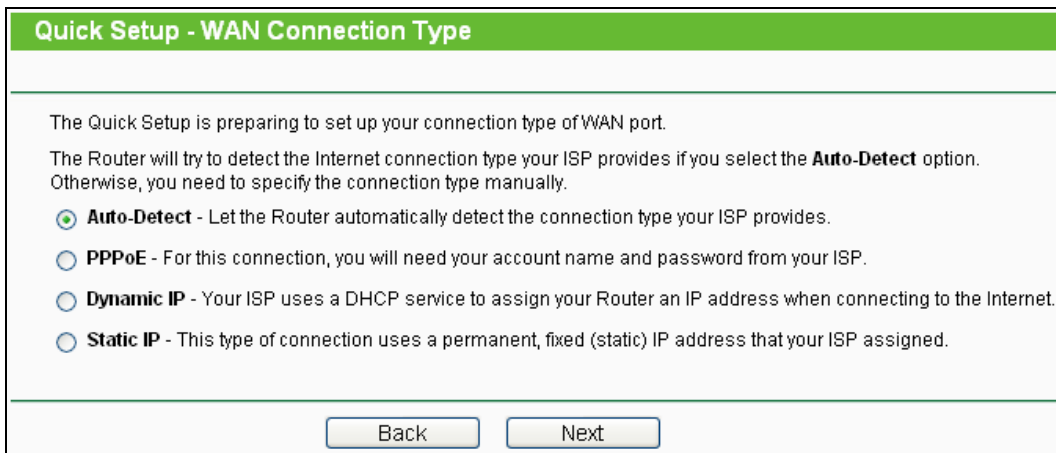 Quick Setup - WAN Connection Type
The Quick Setup is preparing to set up your connection type of WAN port.
The Router will try to detect the Internet connection type your ISP provides if you select the Auto-Detect option.
Otherwise, you need to specify the connection type manually.
Auto-Detect - Let the Router automatically detect the connection type your ISP provides.
PPPoE - For this connection, you will need your account name and password from your ISP.
Dynamic IP - Your ISP uses a DHCP service to assign your Router an IP address when connecting to the Internet.
Static IP - This type of connection uses a permanent, fixed (static) IP address that your ISP assigned.
Back Next